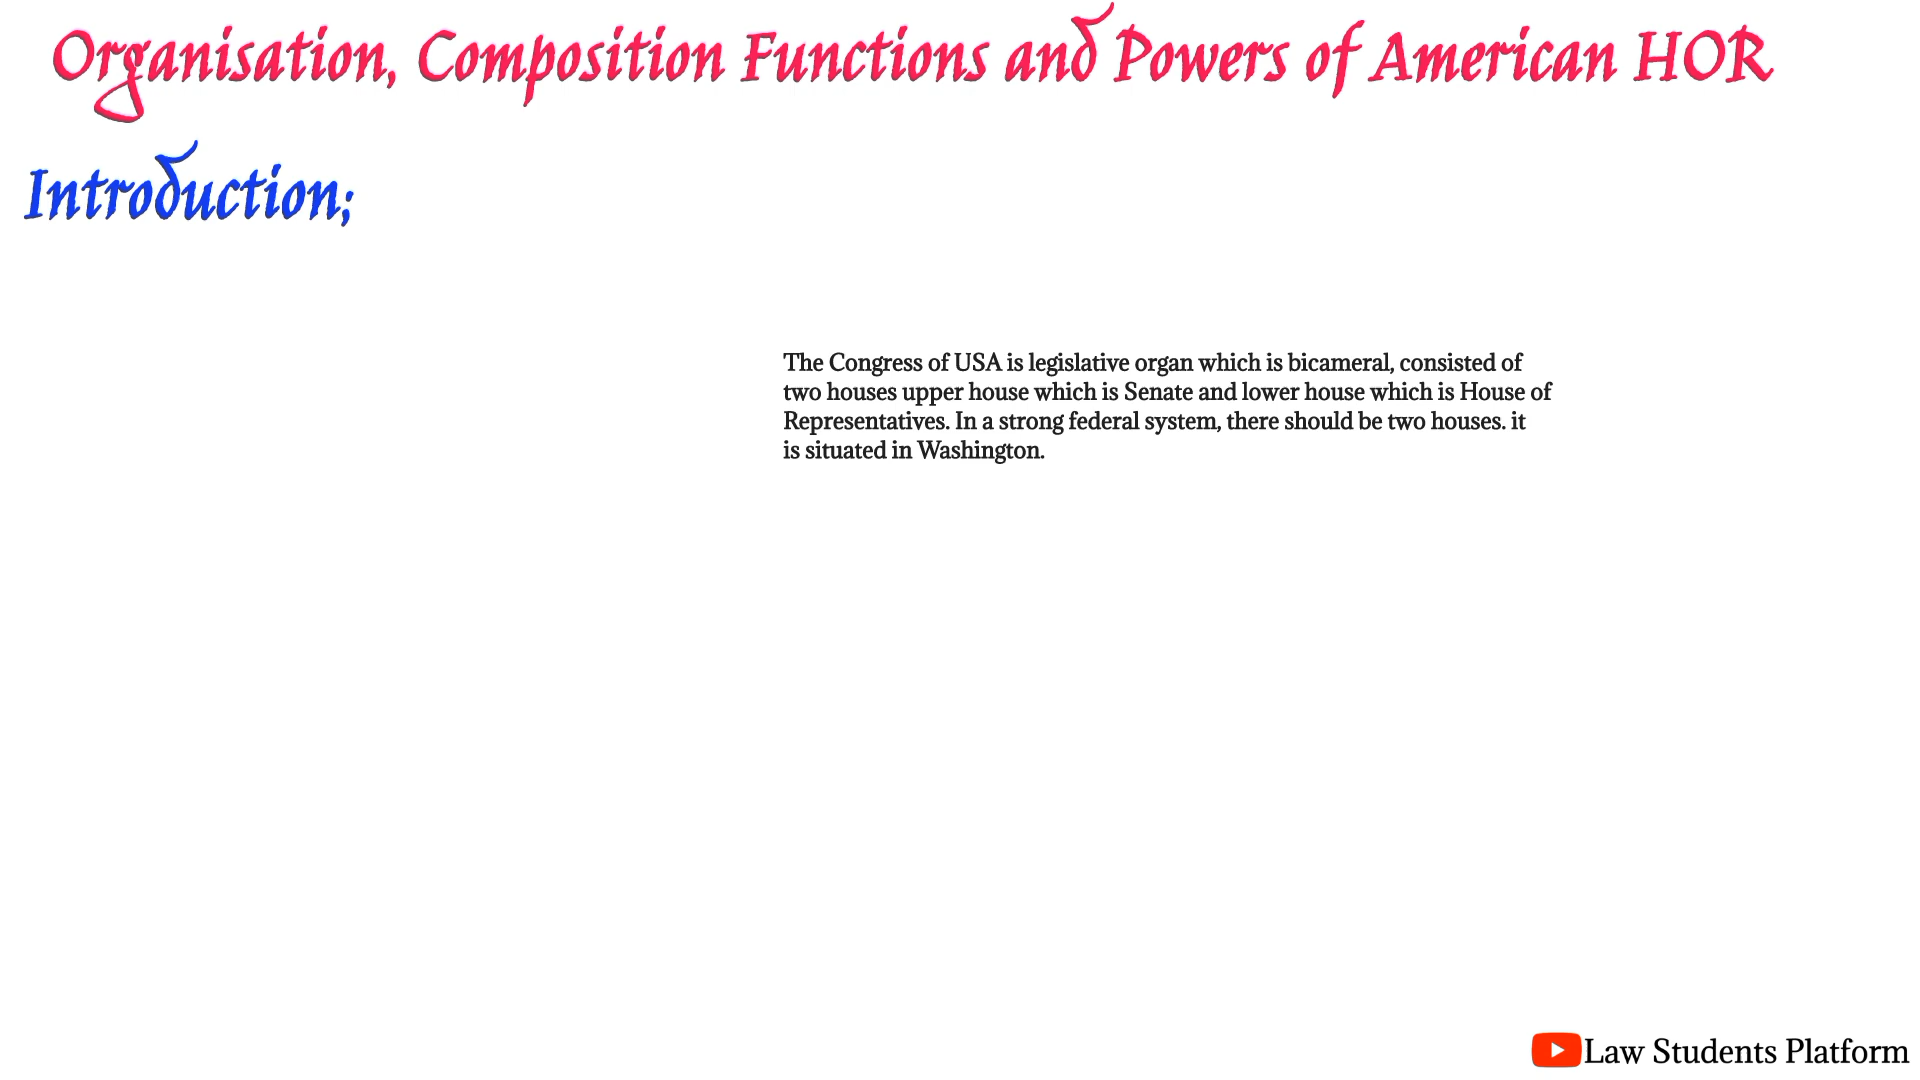 Organisation, Composition Functions and Powers of American HOR
Introduction;
The Congress of USA is legislative organ which is bicameral, consisted of
two houses upper house which is Senate and lower house which is House of
Representatives. In a strong federal system, there should be two houses. it
is situated in Washington.
Law Students Platform